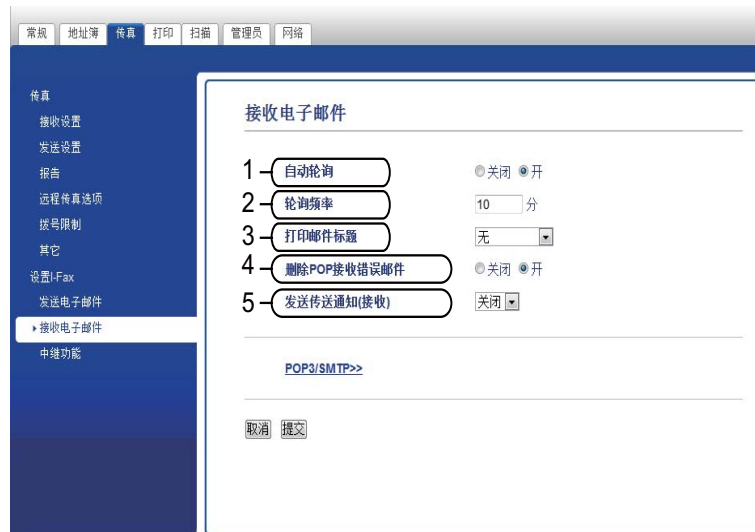 常规 地址簿 传真 打印 扫描 管理员 网络
传真
接收设置
发送设置
报告
远程传真选项
拨号限制
其它
设置I-Fax
发送电子邮件
接收电子邮件
中继功能
接收电子邮件
1 自动轮询 关闭 开
2 轮询频率 10 分
3 打印邮件标题 无
4 删除POP接收错误邮件 关闭 开
5 发送传送通知(接收) 关闭
POP3/SMTP>>
取消 提交